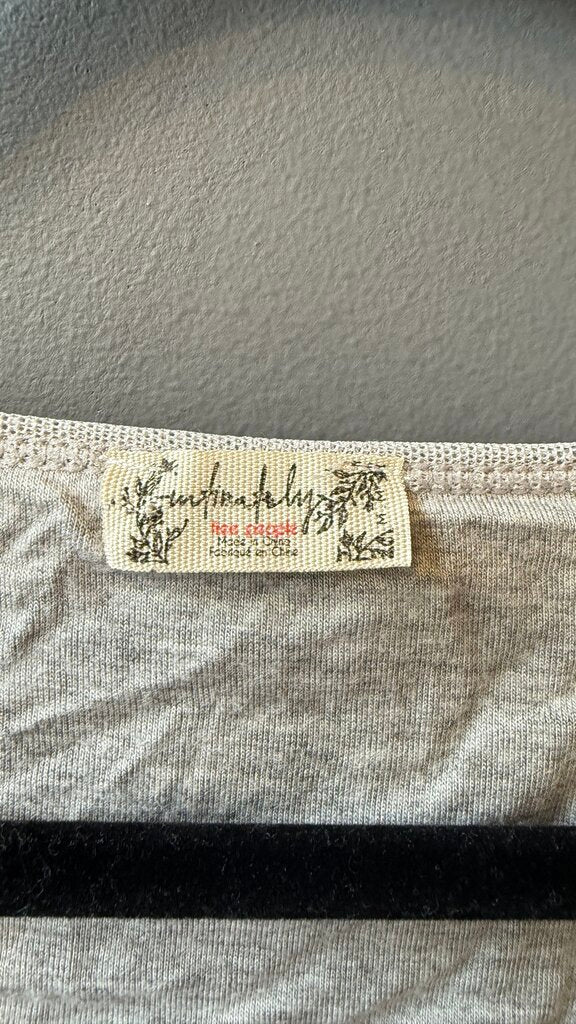 intimately
free people
Made in China
Fabriqué en Chine